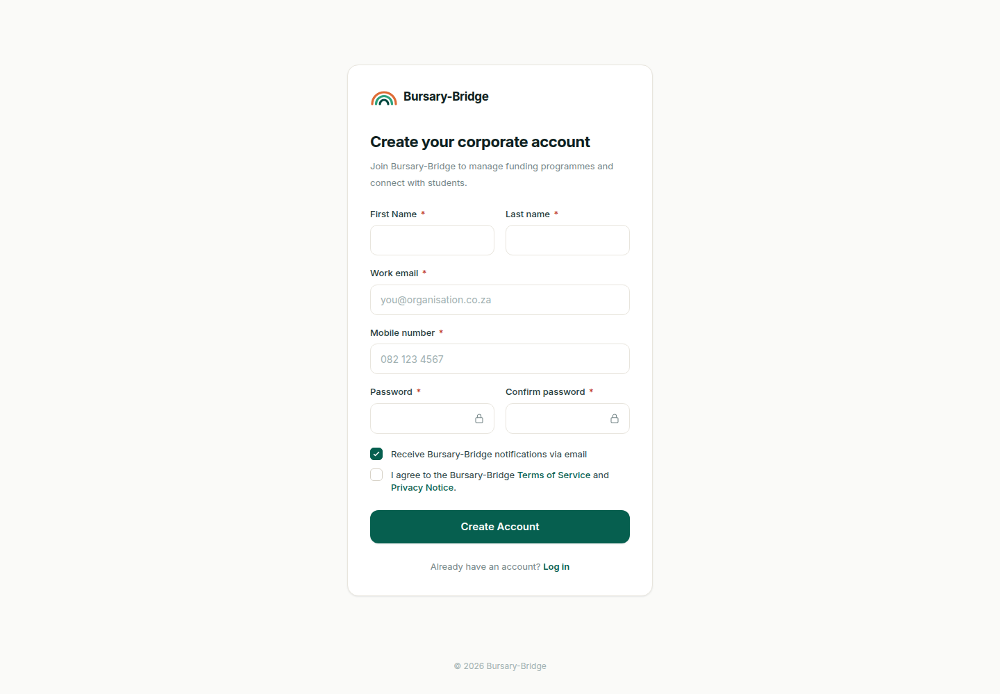 Bursary-Bridge
Create your corporate account
Join Bursary-Bridge to manage funding programmes and
connect with students.
First Name *
Last name *
Work email *
you@organisation.co.za
Mobile number *
082 123 4567
Password *
Confirm password *
Receive Bursary-Bridge notifications via email
I agree to the Bursary-Bridge Terms of Service and
Privacy Notice.
Create Account
Already have an account? Log in
© 2026 Bursary-Bridge